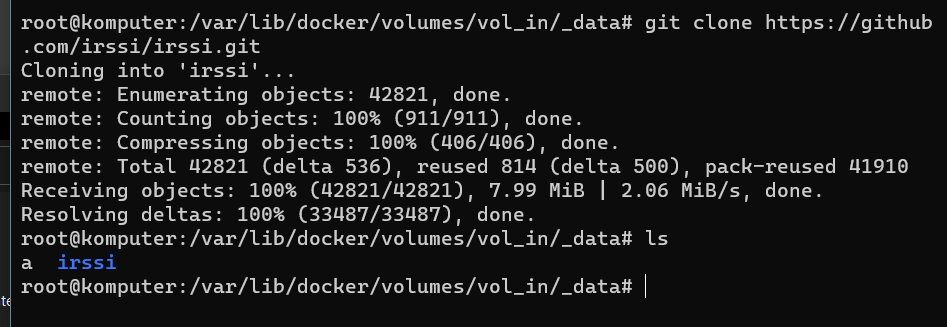 root@komputer:/var/lib/docker/volumes/vol_in/_data# git clone https://github
.com/irssi/irssi.git
Cloning into 'irssi'...
remote: Enumerating objects: 42821, done.
remote: Counting objects: 100% (911/911), done.
remote: Compressing objects: 100% (406/406), done.
remote: Total 42821 (delta 536), reused 814 (delta 500), pack-reused 41910
Receiving objects: 100% (42821/42821), 7.99 MiB | 2.06 MiB/s, done.
Resolving deltas: 100% (33487/33487), done.
root@komputer:/var/lib/docker/volumes/vol_in/_data# ls
a  irssi
root@komputer:/var/lib/docker/volumes/vol_in/_data#
te